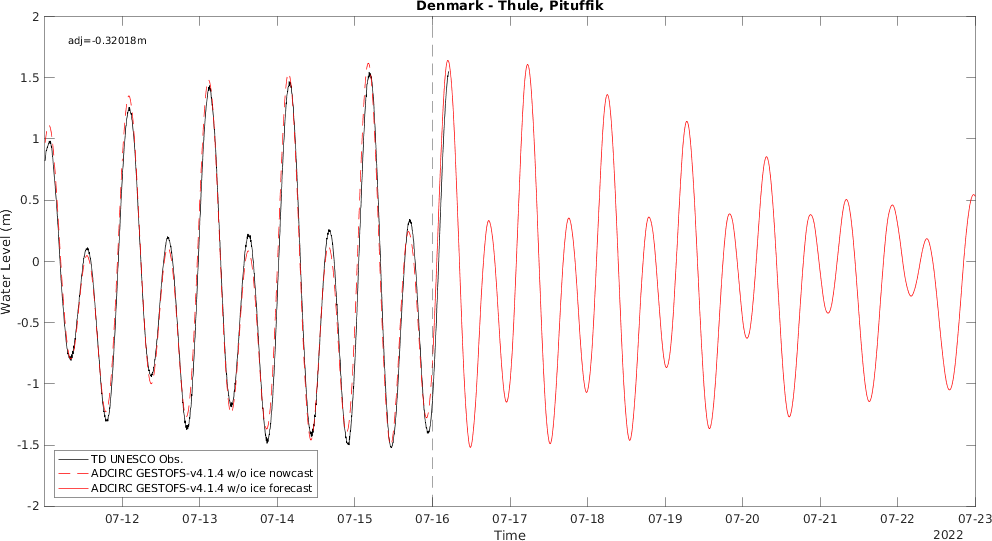 Denmark - Thule, Pituffik
adj=-0.32018m
Water Level (m)
2
1.5
1
0.5
0
-0.5
-1
-1.5
-2
TD UNESCO Obs.
ADCIRC GESTOFS-v4.1.4 w/o ice nowcast
ADCIRC GESTOFS-v4.1.4 w/o ice forecast
07-12 07-13 07-14 07-15 07-16 07-17 07-18 07-19 07-20 07-21 07-22 07-23
Time
2022